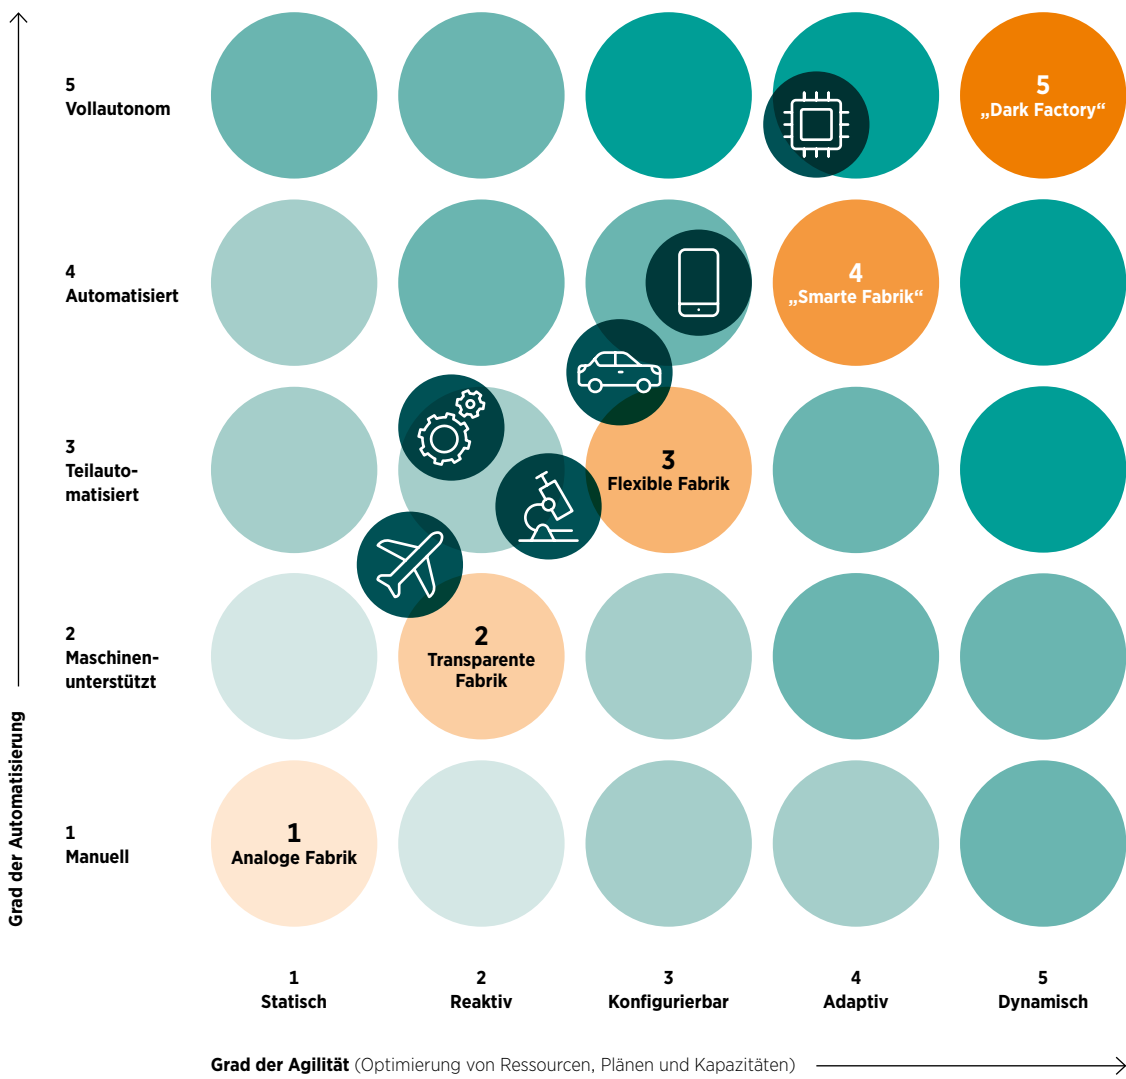 5
Vollautonom
5
„Dark Factory“
4
Automatisiert
4
„Smarte Fabrik“
3
Teilauto-
matisiert
3
Flexible Fabrik
2
Maschinen-
unterstützt
2
Transparente
Fabrik
1
Manuell
1
Analoge Fabrik
Grad der Automatisierung
1
Statisch
2
Reaktiv
3
Konfigurierbar
4
Adaptiv
5
Dynamisch
Grad der Agilität (Optimierung von Ressourcen, Plänen und Kapazitäten)